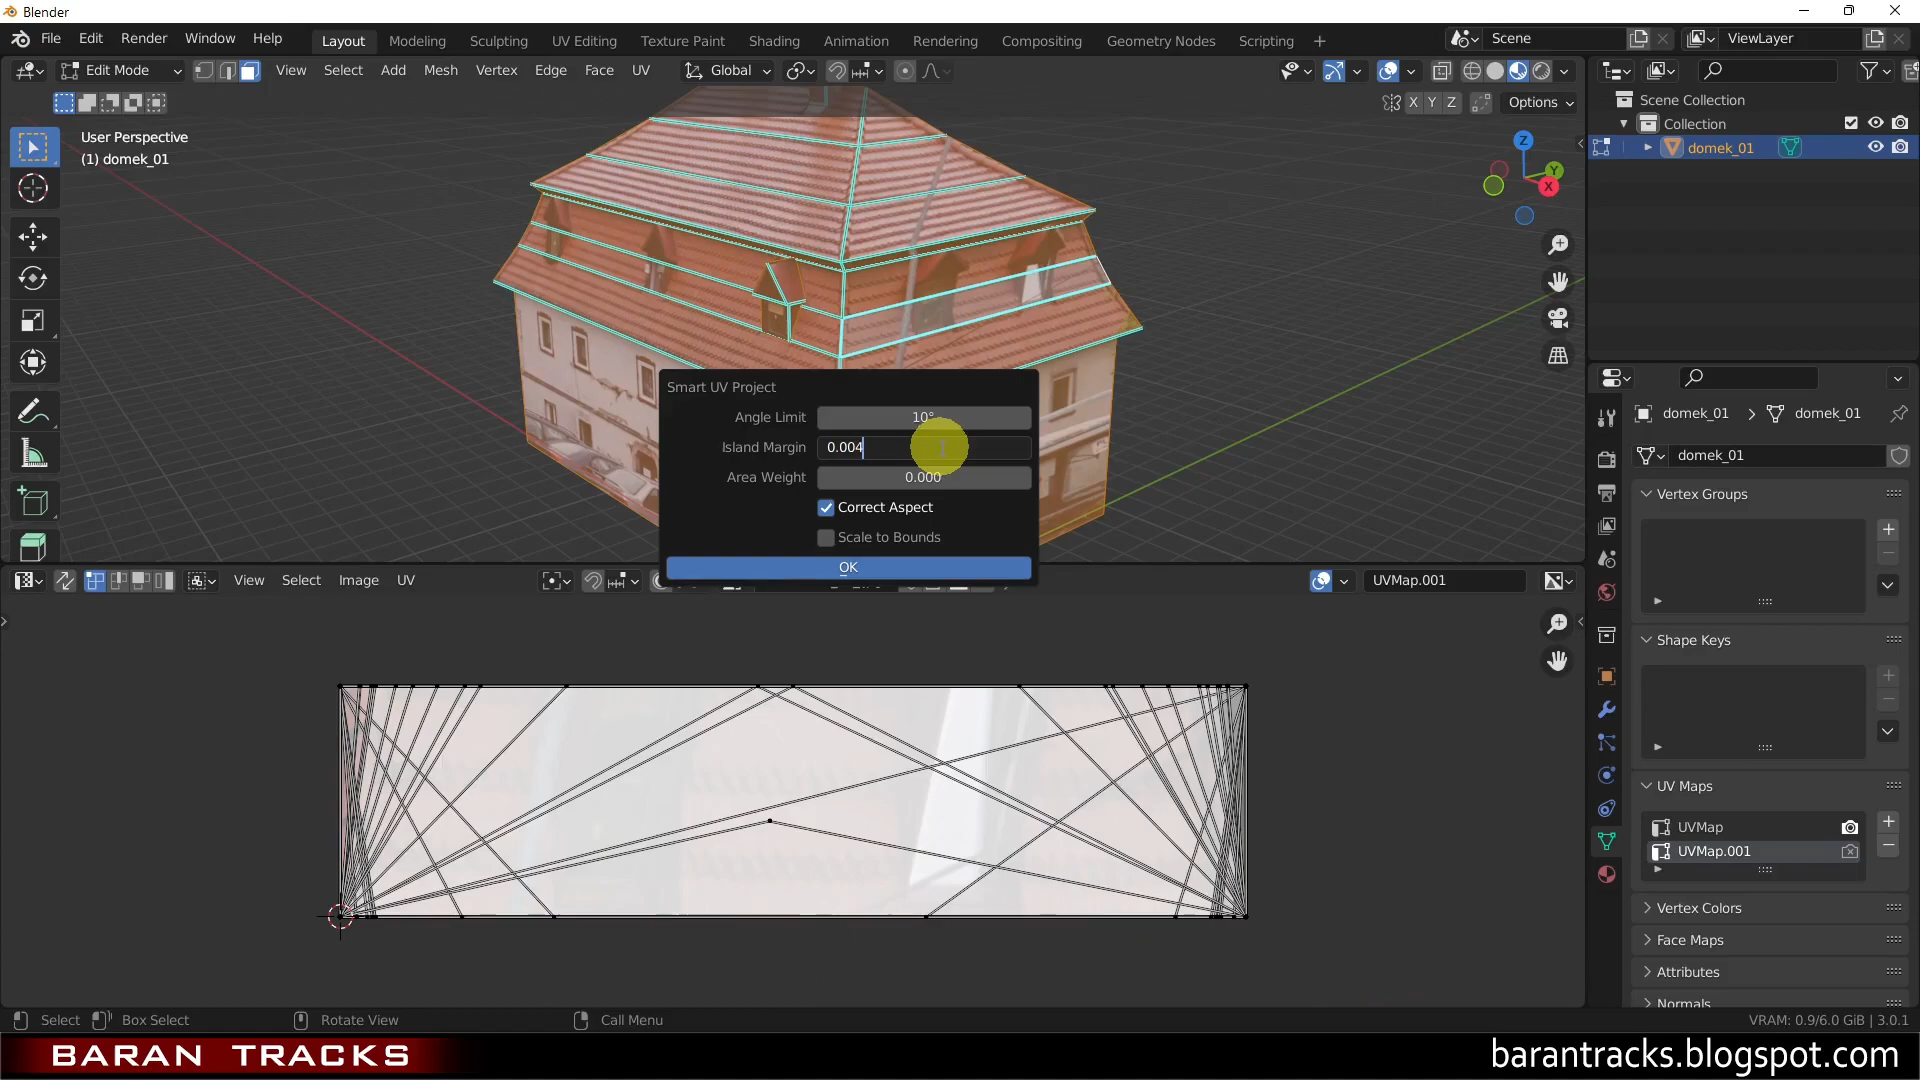 Blender
File Edit Render Window Help
Layout Modeling Sculpting UV Editing Texture Paint Shading Animation Rendering Compositing Geometry Nodes Scripting +
Scene
ViewLayer
Edit Mode
View Select Add Mesh Vertex Edge Face UV
Global
X Y Z
Options
User Perspective
(1) domek_01
Z
Y
X
Scene Collection
Collection
domek_01
Smart UV Project
Angle Limit 10°
Island Margin 0.004
Area Weight 0.000
Correct Aspect
Scale to Bounds
OK
domek_01 > domek_01
domek_01
Vertex Groups
Shape Keys
UV Maps
UVMap
UVMap.001
Vertex Colors
Face Maps
Attributes
Normals
View Select Image UV
UVMap.001
Select Box Select Rotate View Call Menu
VRAM: 0.9/6.0 GiB | 3.0.1
BARAN TRACKS
barantracks.blogspot.com